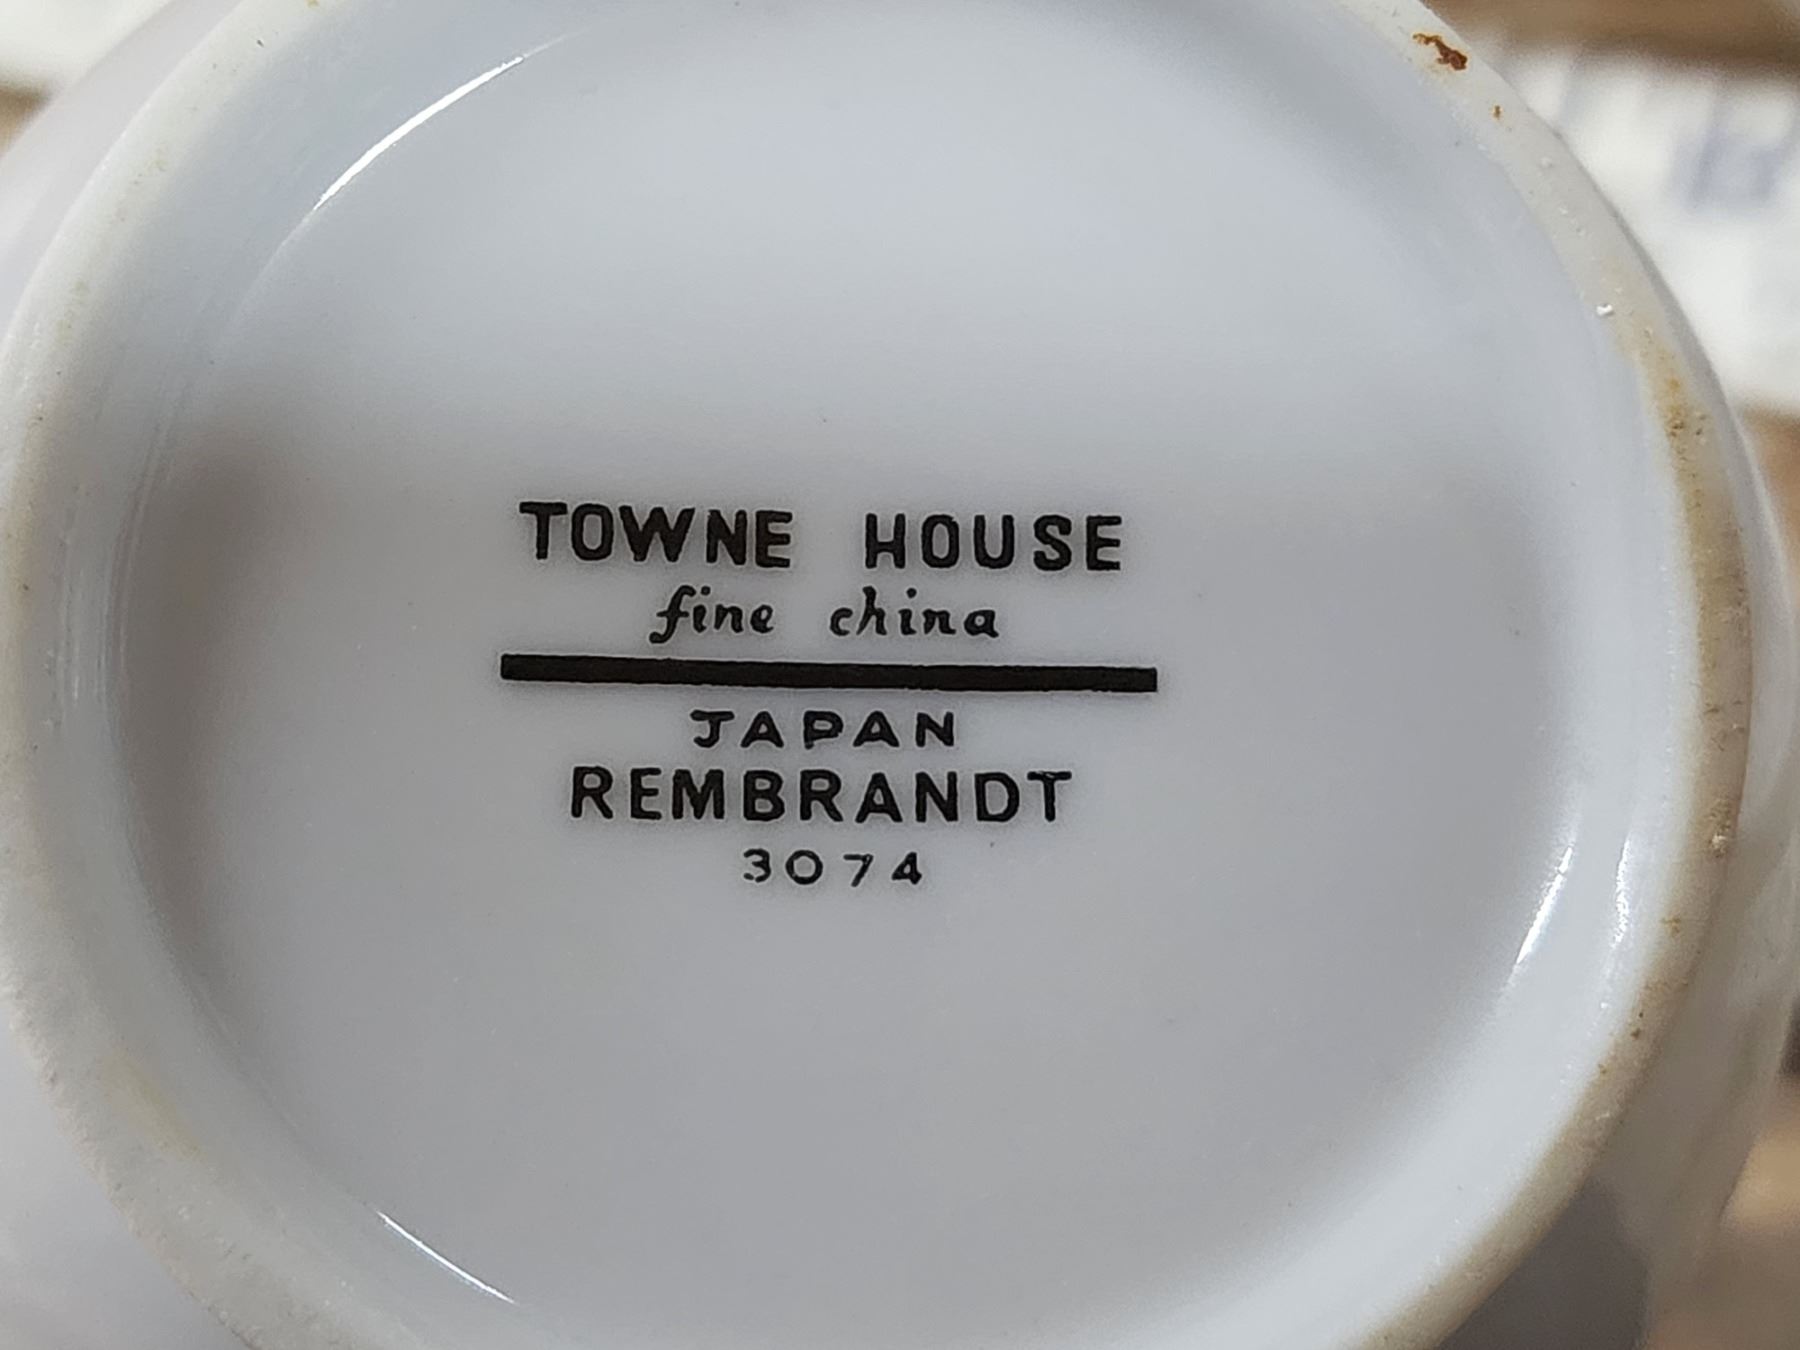 TOWNE HOUSE
fine china
JAPAN
REMBRANDT
3074